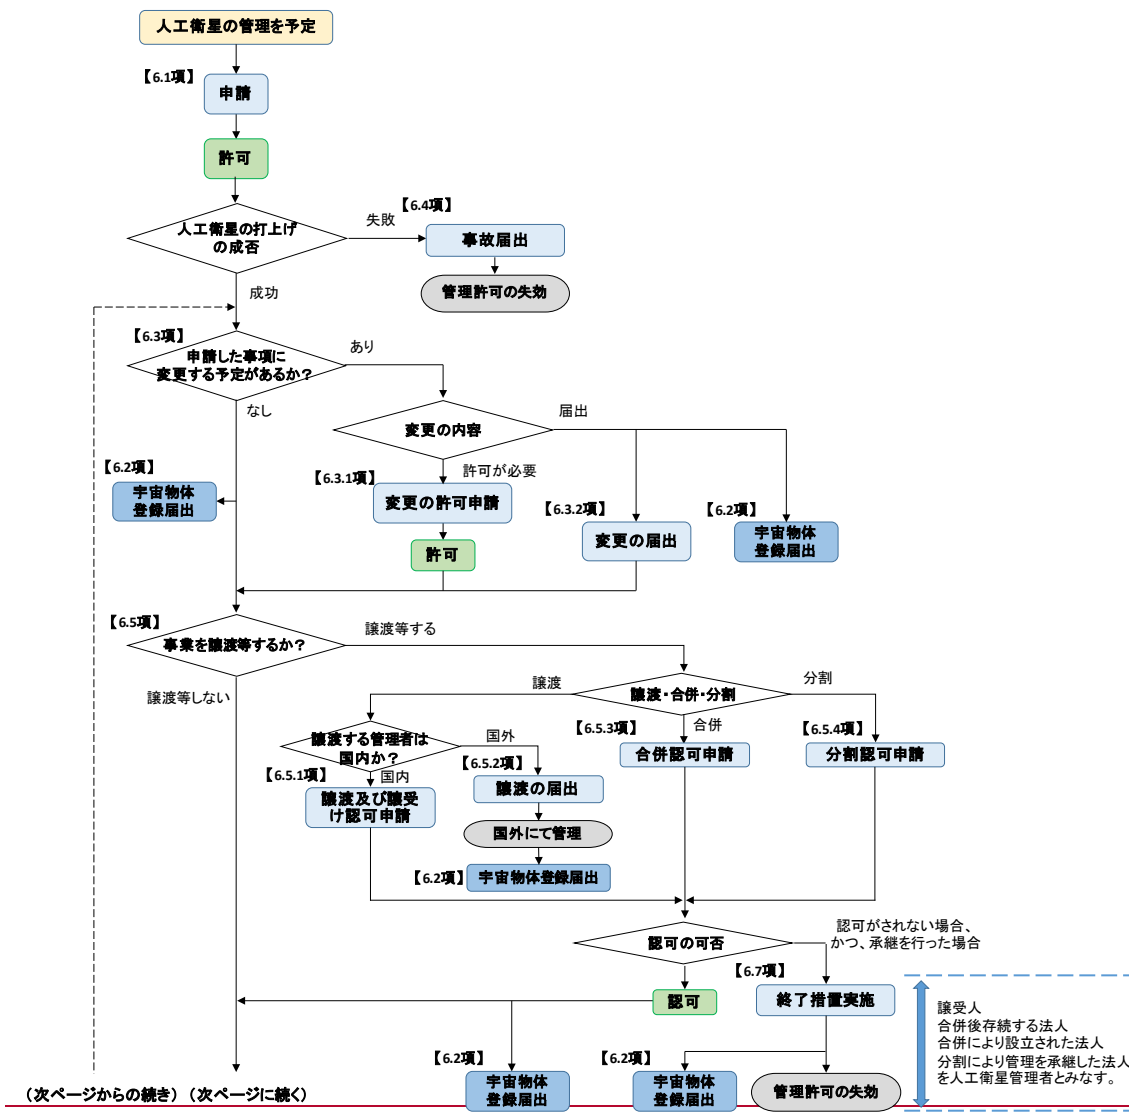 人工衛星の管理を予定
【6.1項】
申請
許可
人工衛星の打上げ
の成否
失敗
【6.4項】
事故届出
管理許可の失効
成功
【6.3項】
申請した事項に
変更する予定があるか？
あり
なし
変更の内容
届出
許可が必要
【6.2項】
宇宙物体
登録届出
【6.3.1項】
変更の許可申請
許可
【6.3.2項】
変更の届出
【6.2項】
宇宙物体
登録届出
【6.5項】
事業を譲渡等するか？
譲渡等する
譲渡等しない
譲渡・合併・分割
譲渡
合併
分割
譲渡する管理者は
国内か？
国外
国内
【6.5.1項】
譲渡及び譲受
け認可申請
【6.5.2項】
譲渡の届出
国外にて管理
【6.2項】
宇宙物体登録届出
【6.5.3項】
合併認可申請
【6.5.4項】
分割認可申請
認可の可否
認可がされない場合、
かつ、承継を行った場合
認可
【6.7項】
終了措置実施
【6.2項】
宇宙物体
登録届出
【6.2項】
宇宙物体
登録届出
管理許可の失効
譲受人
合併後存続する法人
合併により設立された法人
分割により管理を承継した法人
を人工衛星管理者とみなす。
（次ページからの続き）（次ページに続く）